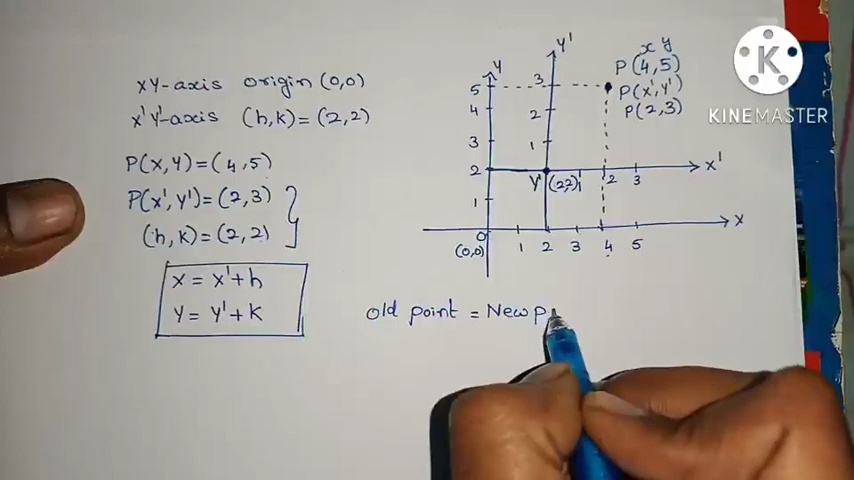 XY-axis origin (0,0)
X'Y'-axis (h,k)=(2,2)
P(X,Y)=(4,5)
P(X',Y')=(2,3)
(h,k)=(2,2)
X = X'+h
Y = Y'+K
Y
Y'
x y
P(4,5)
P(X',Y')
P(2,3)
5
4
3
2
1
0
(0,0)
3
2
1
Y'
(2,2)
1
2
3
X'
1
2
3
4
5
X
old point = New P
K
KINEMASTER